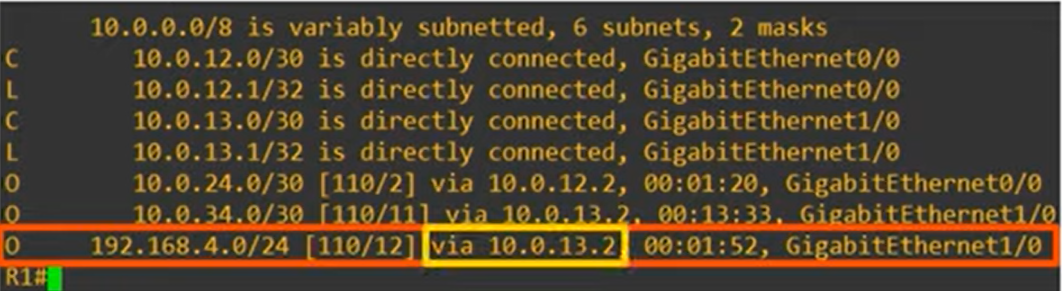 10.0.0.0/8 is variably subnetted, 6 subnets, 2 masks
C 10.0.12.0/30 is directly connected, GigabitEthernet0/0
L 10.0.12.1/32 is directly connected, GigabitEthernet0/0
C 10.0.13.0/30 is directly connected, GigabitEthernet1/0
L 10.0.13.1/32 is directly connected, GigabitEthernet1/0
O 10.0.24.0/30 [110/2] via 10.0.12.2, 00:01:20, GigabitEthernet0/0
O 10.0.34.0/30 [110/11] via 10.0.13.2, 00:13:33, GigabitEthernet1/0
O 192.168.4.0/24 [110/12] via 10.0.13.2, 00:01:52, GigabitEthernet1/0
R1#